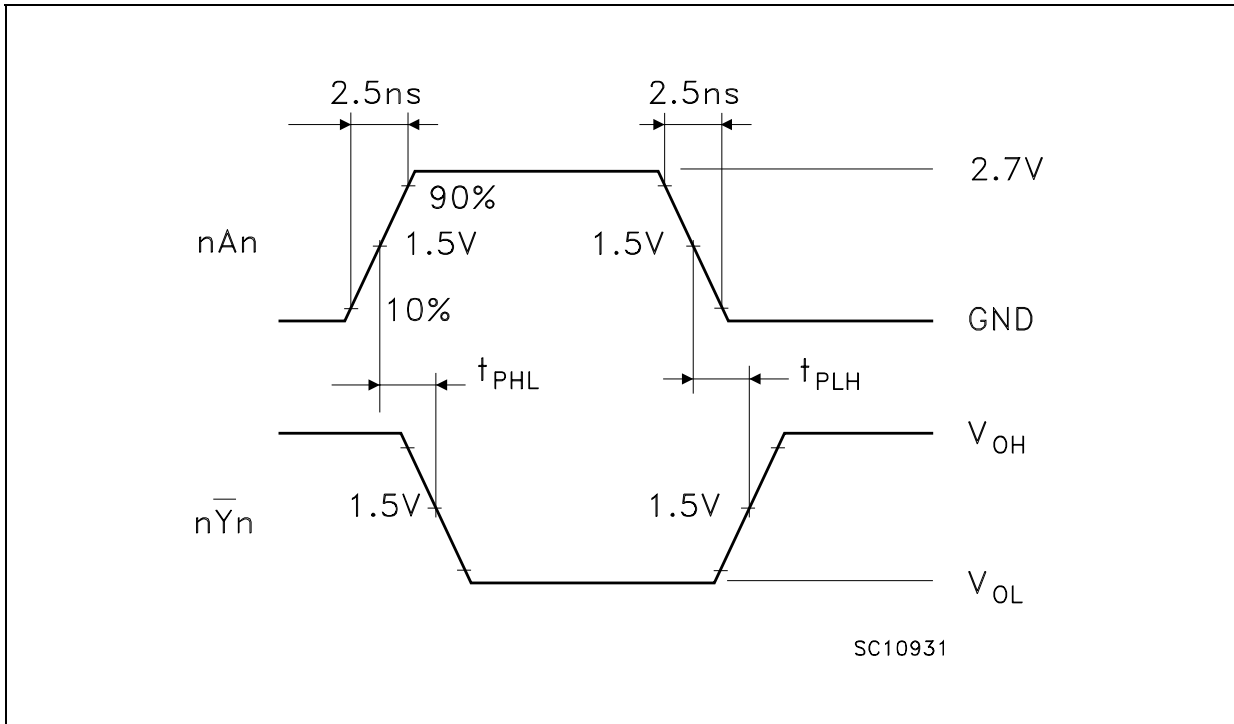 2.5ns 2.5ns
2.7V
90%
nAn 1.5V 1.5V
10%
GND
tPHL tPLH
VOH
1.5V 1.5V
nY̅n
VOL
SC10931